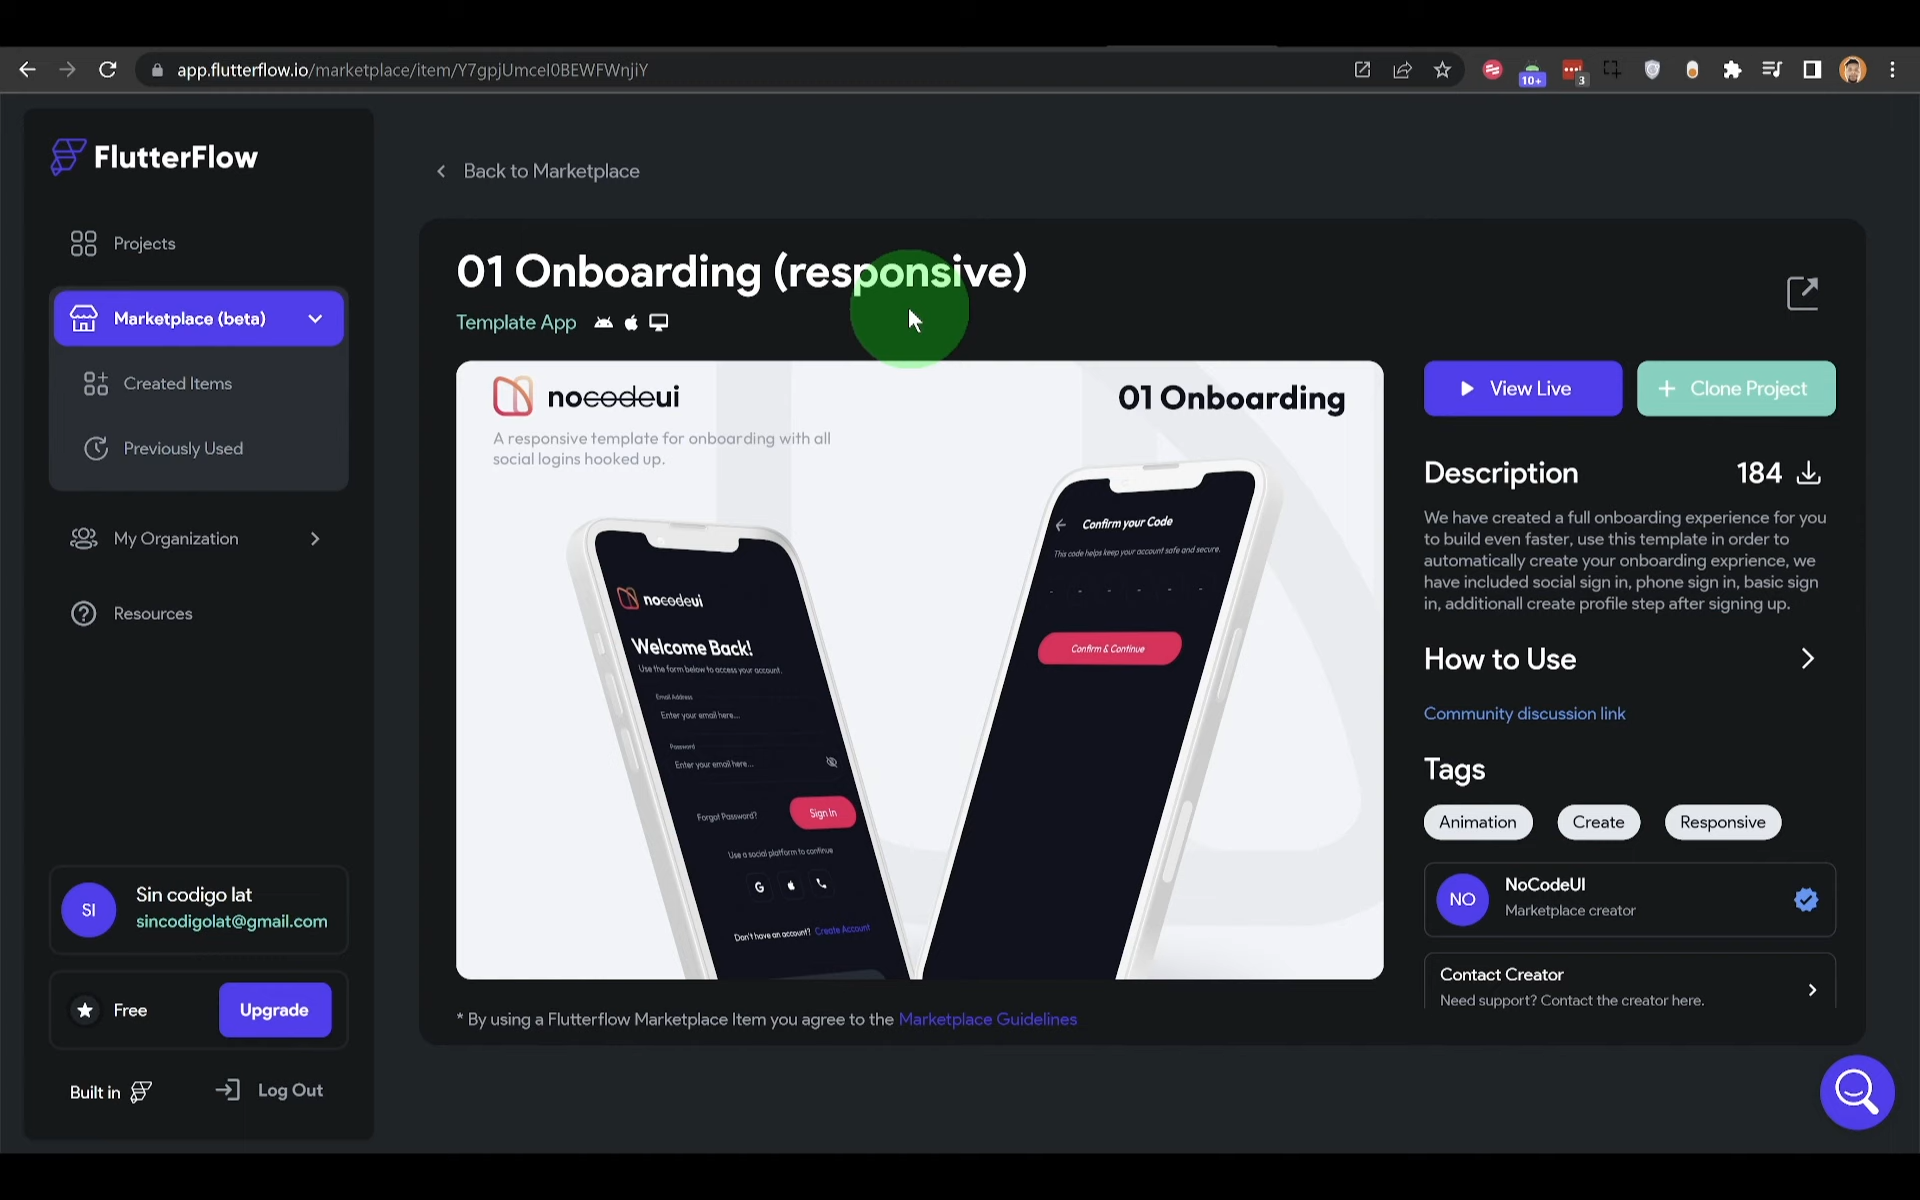 app.flutterflow.io/marketplace/item/Y7gpjUmceI0BEWFWnjiY
10+
3
FlutterFlow
Projects
Marketplace (beta)
Created Items
Previously Used
My Organization
Resources
SI
Sin codigo lat
sincodigolat@gmail.com
Free
Upgrade
Built in
Log Out
Back to Marketplace
01 Onboarding (responsive)
Template App
nocodeui
01 Onboarding
A responsive template for onboarding with all
social logins hooked up.
nocodeui
Welcome Back!
Use the form below to access your account.
Email Address
Enter your email here...
Password
Enter your email here...
Forgot Password?
Sign In
Use a social platform to continue
G
Don't have an account? Create Account
Confirm your Code
This code helps keep your account safe and secure.
- - - - - -
Confirm & Continue
* By using a Flutterflow Marketplace Item you agree to the Marketplace Guidelines
View Live
Clone Project
Description
184
We have created a full onboarding experience for you
to build even faster, use this template in order to
automatically create your onboarding exprience, we
have included social sign in, phone sign in, basic sign
in, additionall create profile step after signing up.
How to Use
Community discussion link
Tags
Animation
Create
Responsive
NO
NoCodeUI
Marketplace creator
Contact Creator
Need support? Contact the creator here.